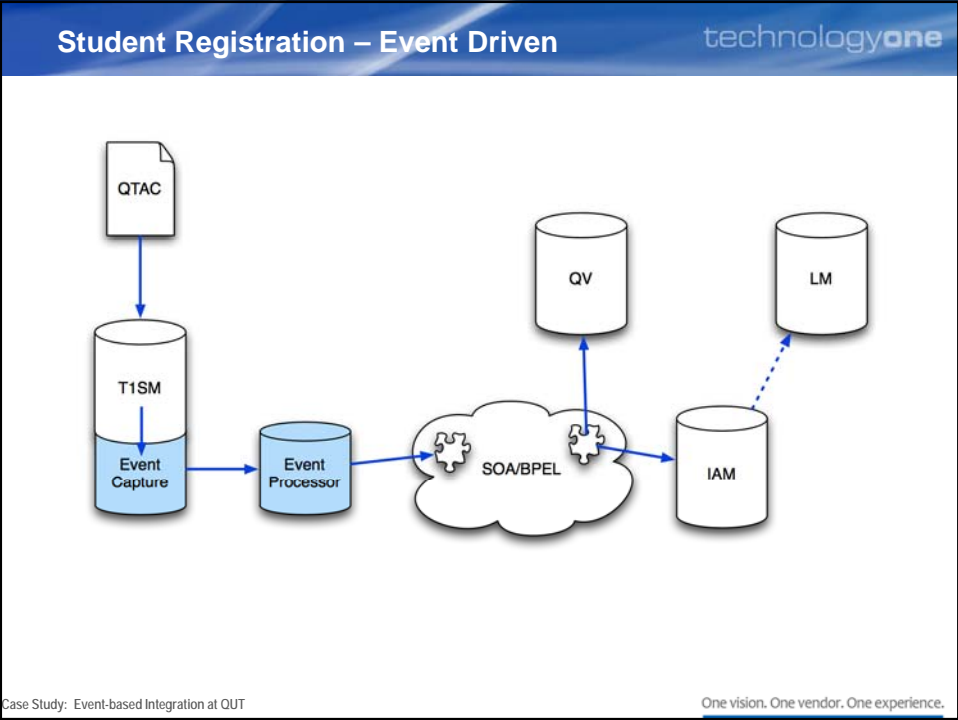 Student Registration – Event Driven
technologyone
QTAC
T1SM
Event
Capture
Event
Processor
SOA/BPEL
QV
IAM
LM
Case Study: Event-based Integration at QUT
One vision. One vendor. One experience.